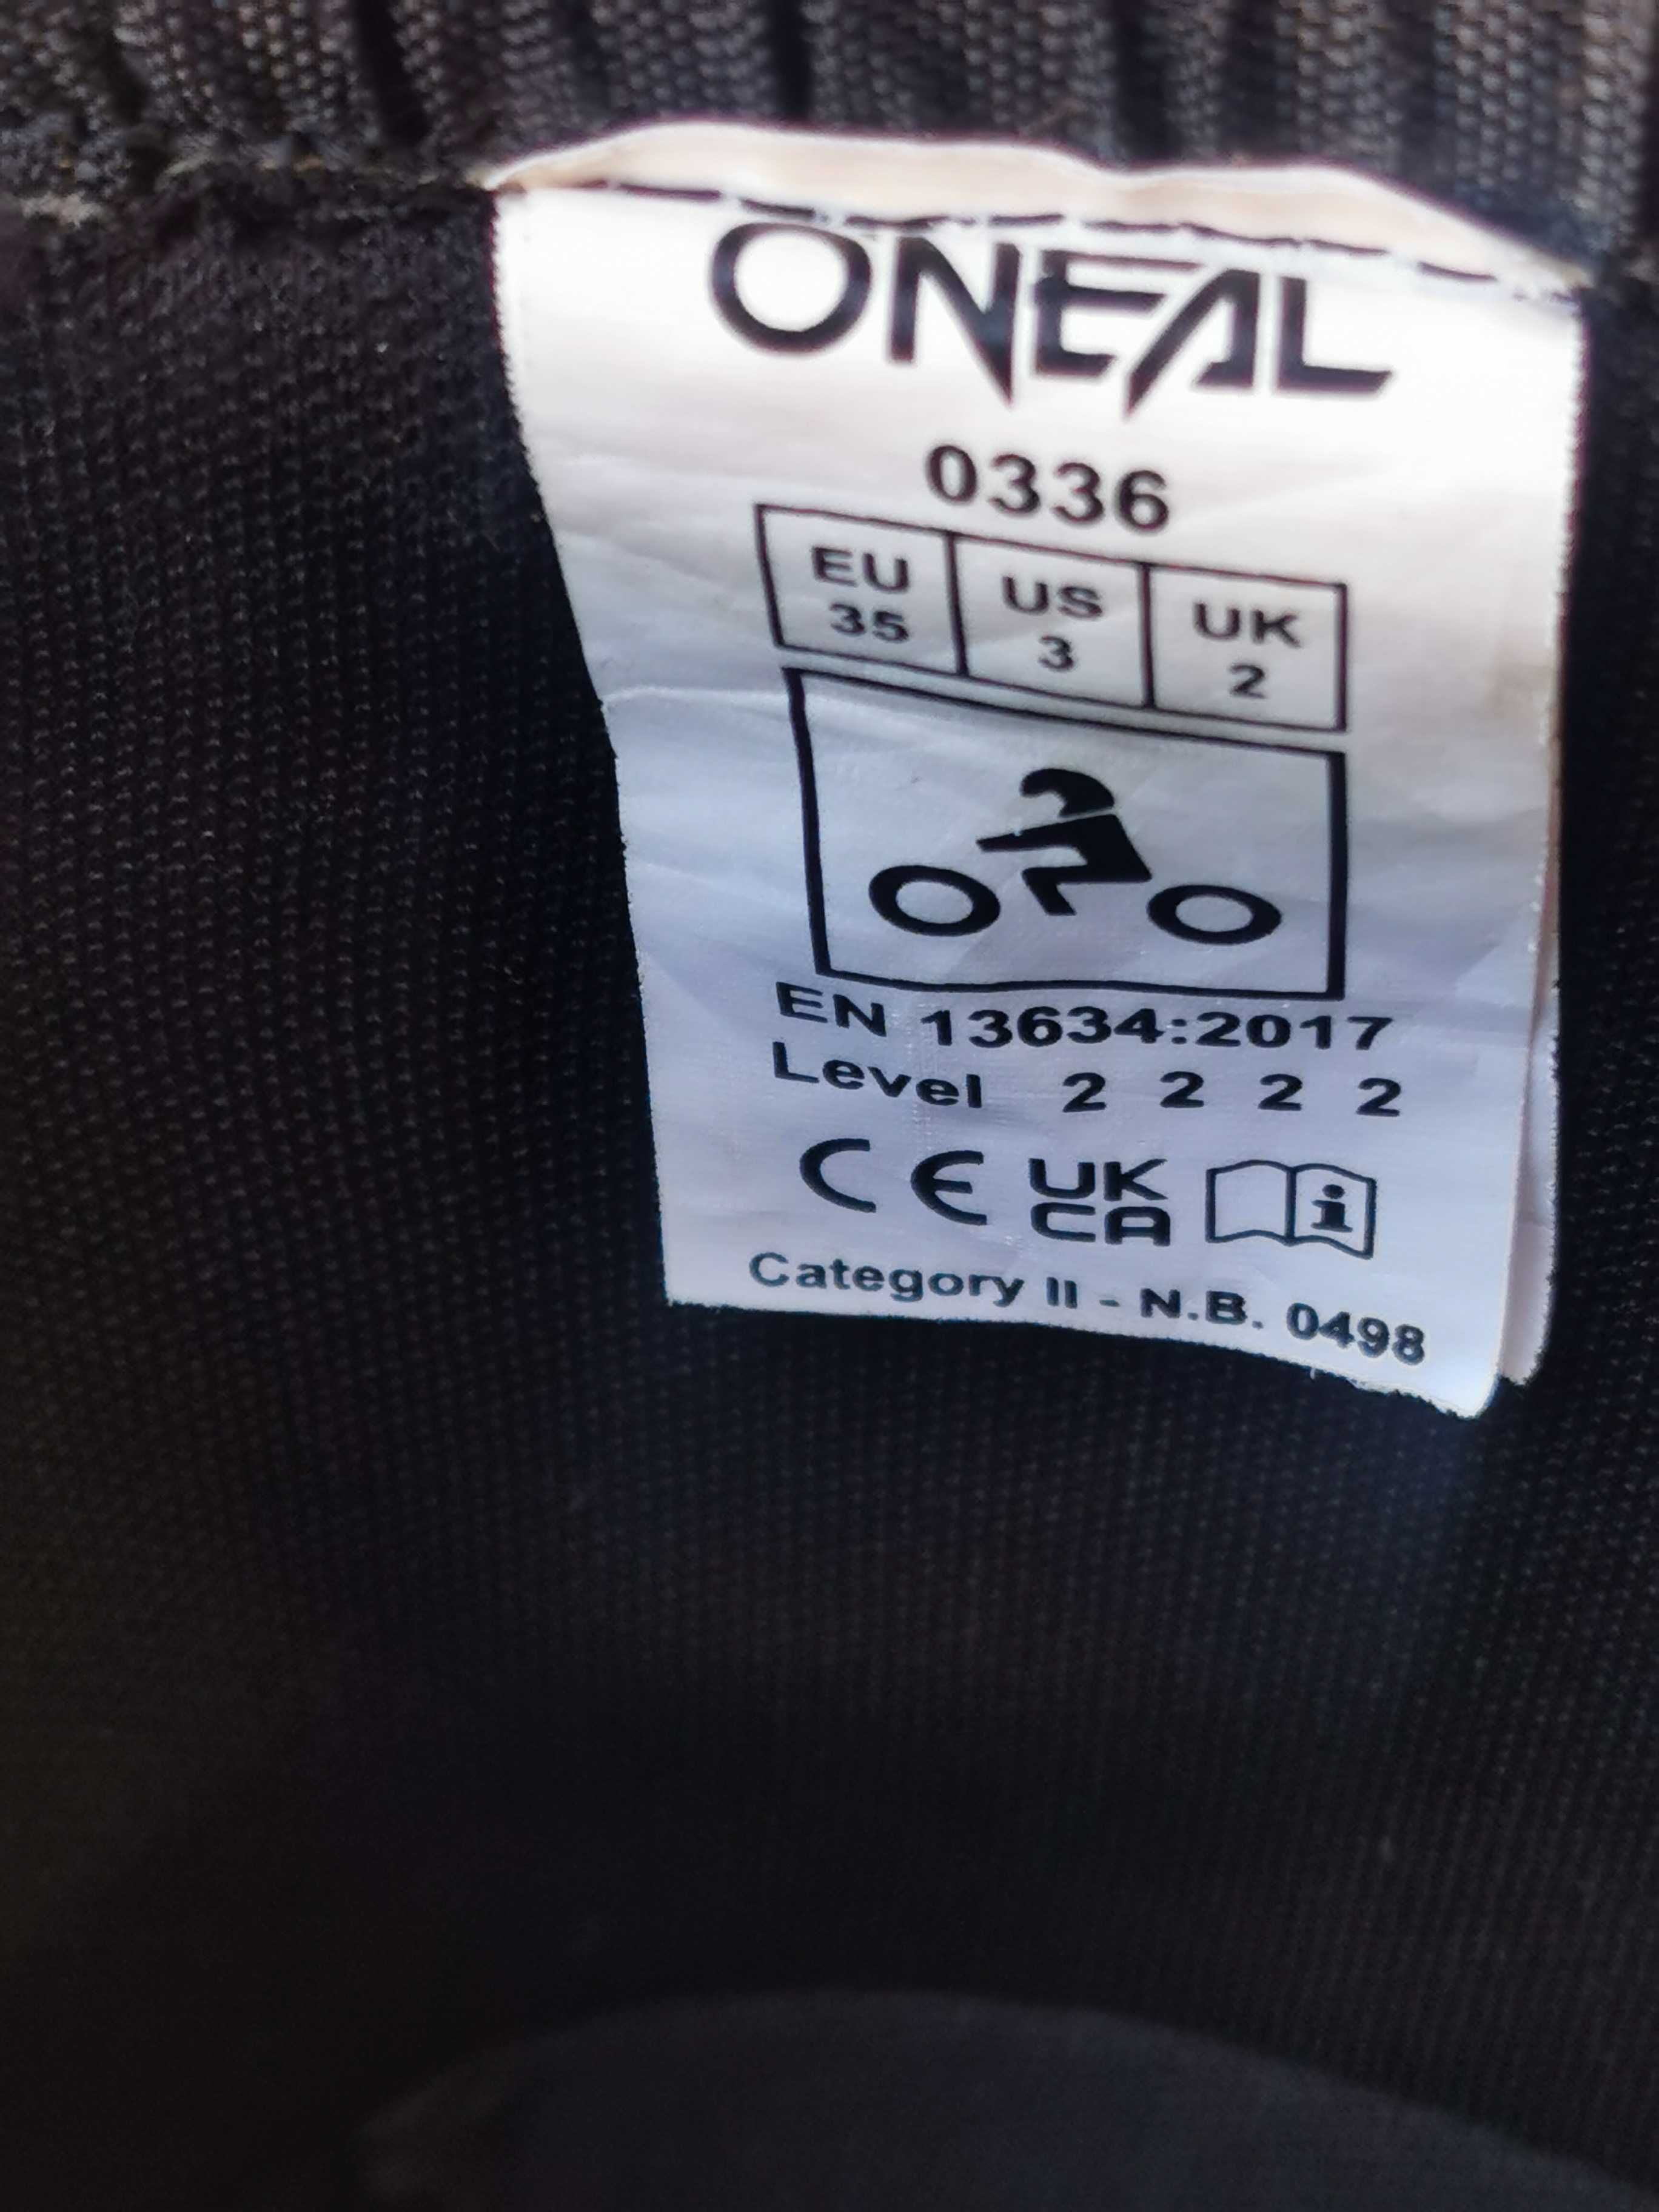 ONEAL
0336
EU US UK
35 3 2
EN 13634:2017
Level 2 2 2 2
CE UK CA i
Category II - N.B. 0498